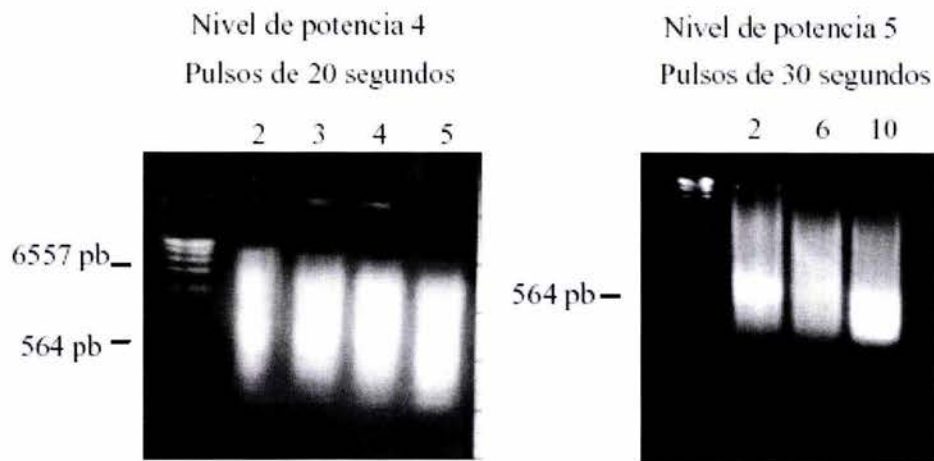 Nivel de potencia 4
Pulsos de 20 segundos
2 3 4 5
6557 pb
564 pb
Nivel de potencia 5
Pulsos de 30 segundos
2 6 10
564 pb